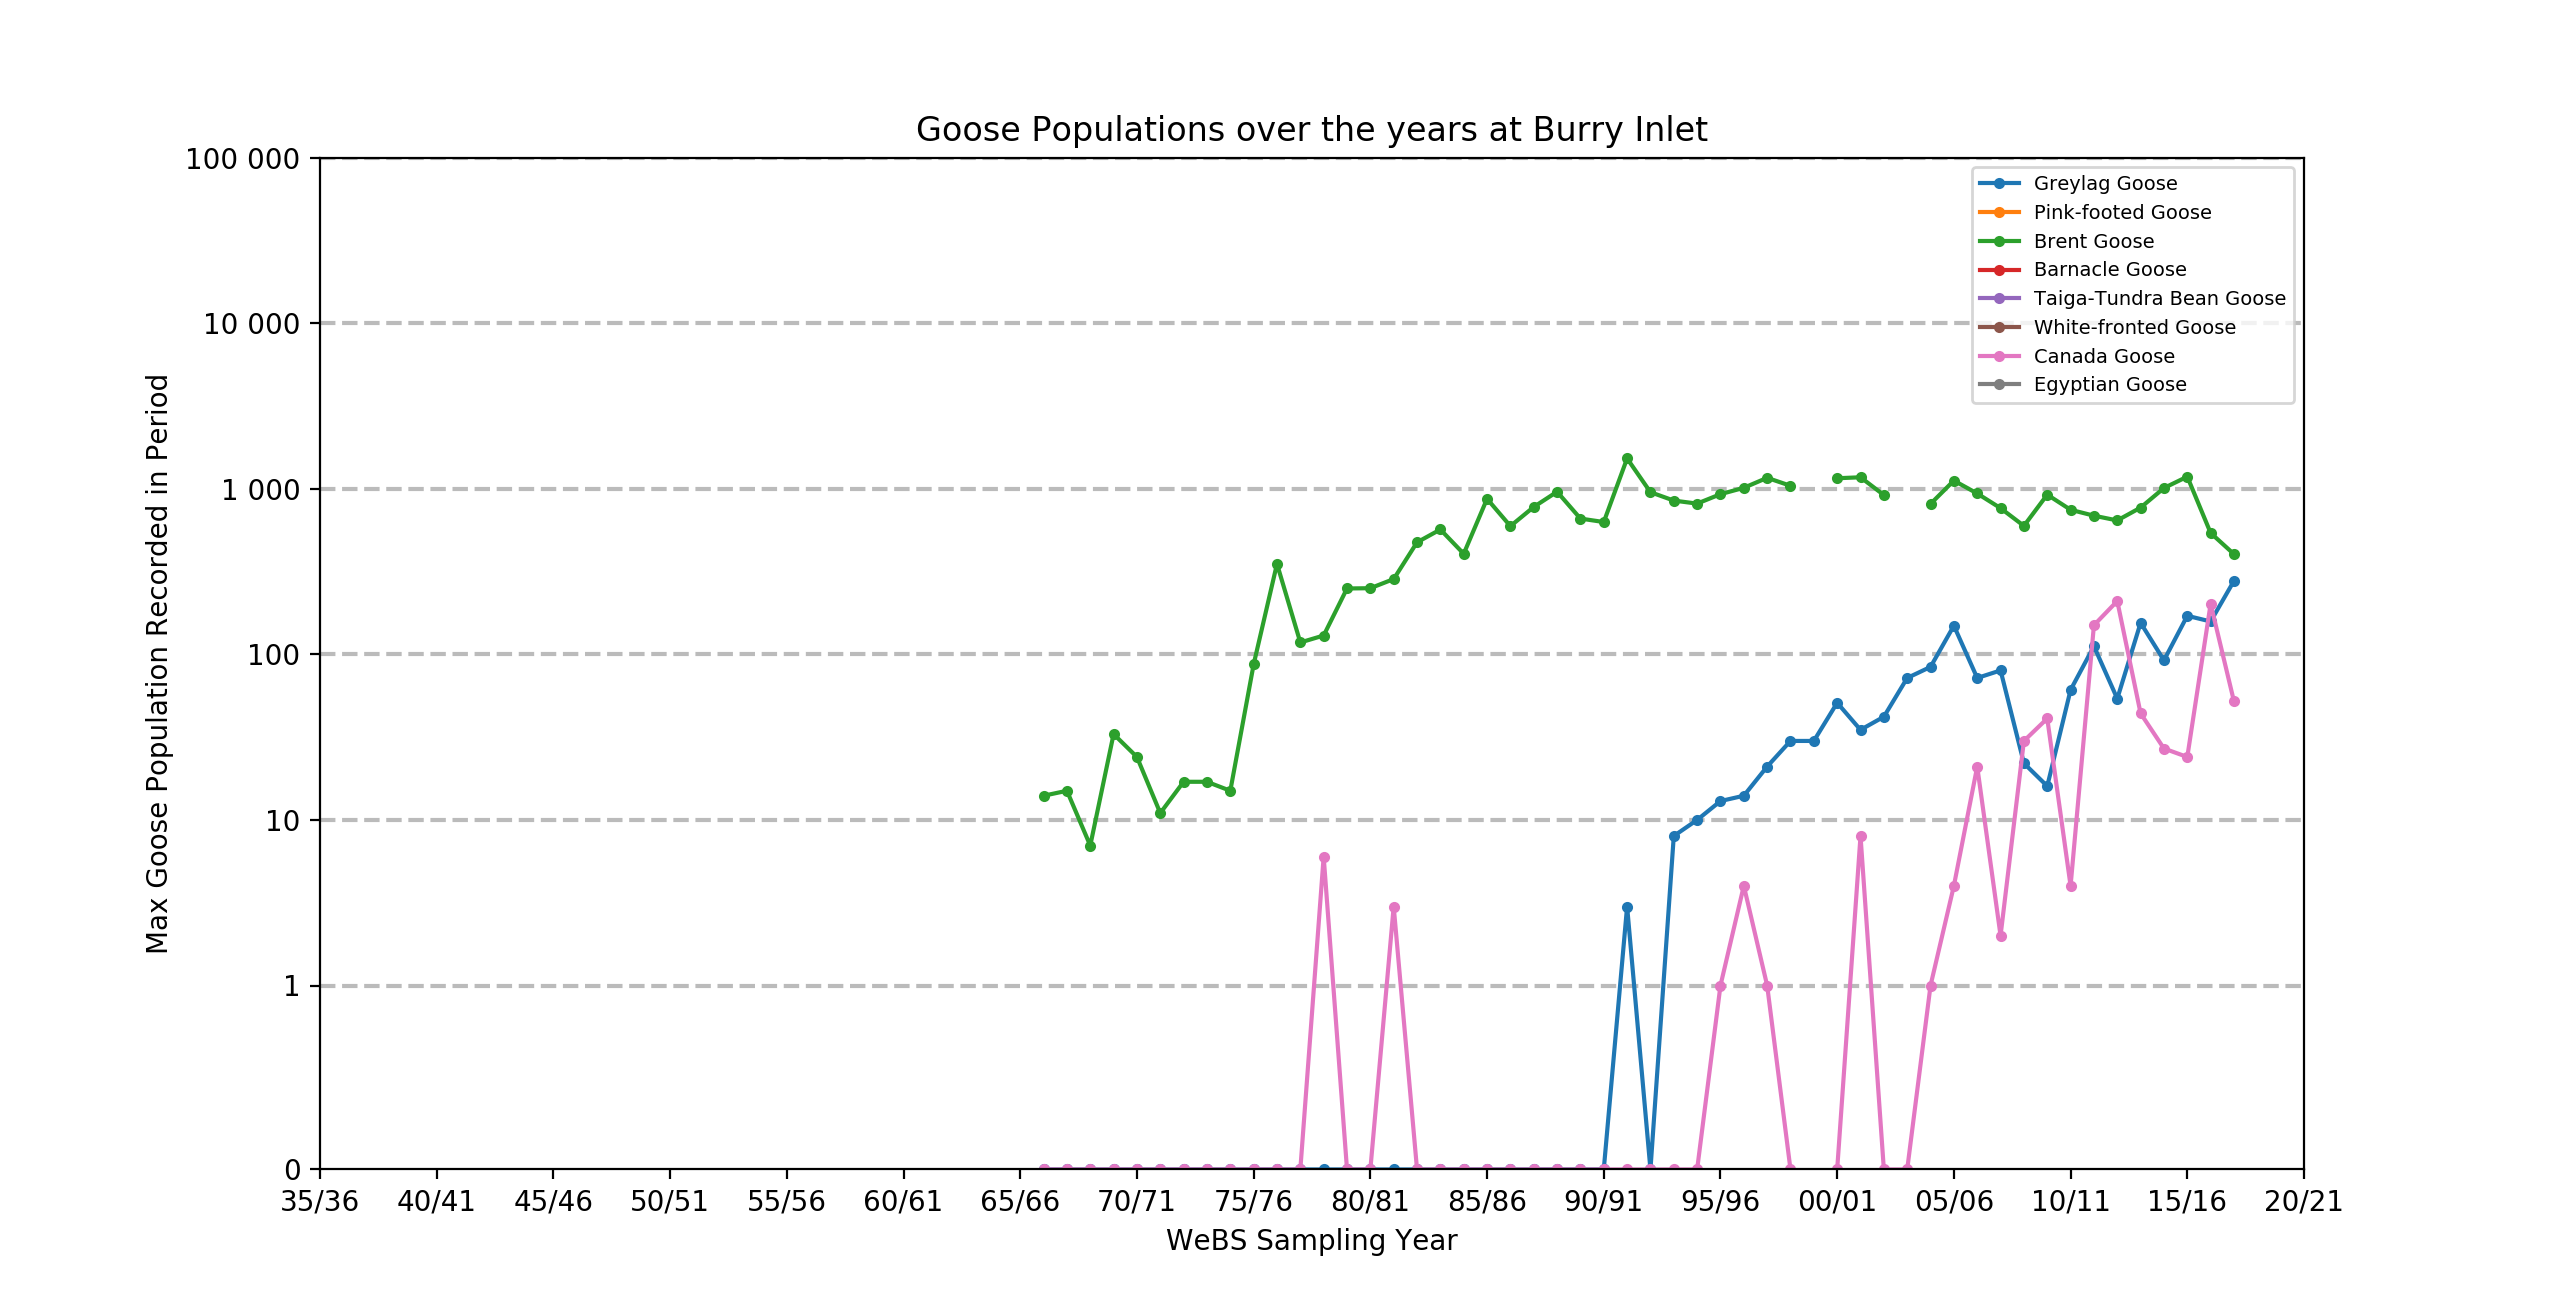 Goose Populations over the years at Burry Inlet
100 000
10 000
1 000
100
10
1
0
Max Goose Population Recorded in Period
Greylag Goose
Pink-footed Goose
Brent Goose
Barnacle Goose
Taiga-Tundra Bean Goose
White-fronted Goose
Canada Goose
Egyptian Goose
35/36 40/41 45/46 50/51 55/56 60/61 65/66 70/71 75/76 80/81 85/86 90/91 95/96 00/01 05/06 10/11 15/16 20/21
WeBS Sampling Year